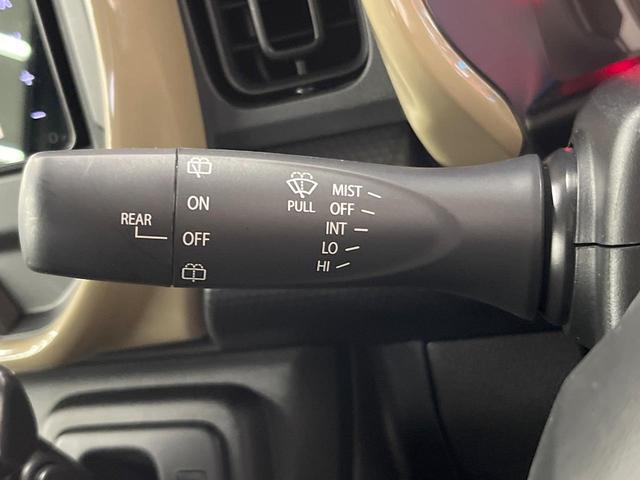 REAR
ON
OFF
PULL
MIST
OFF
INT
LO
HI